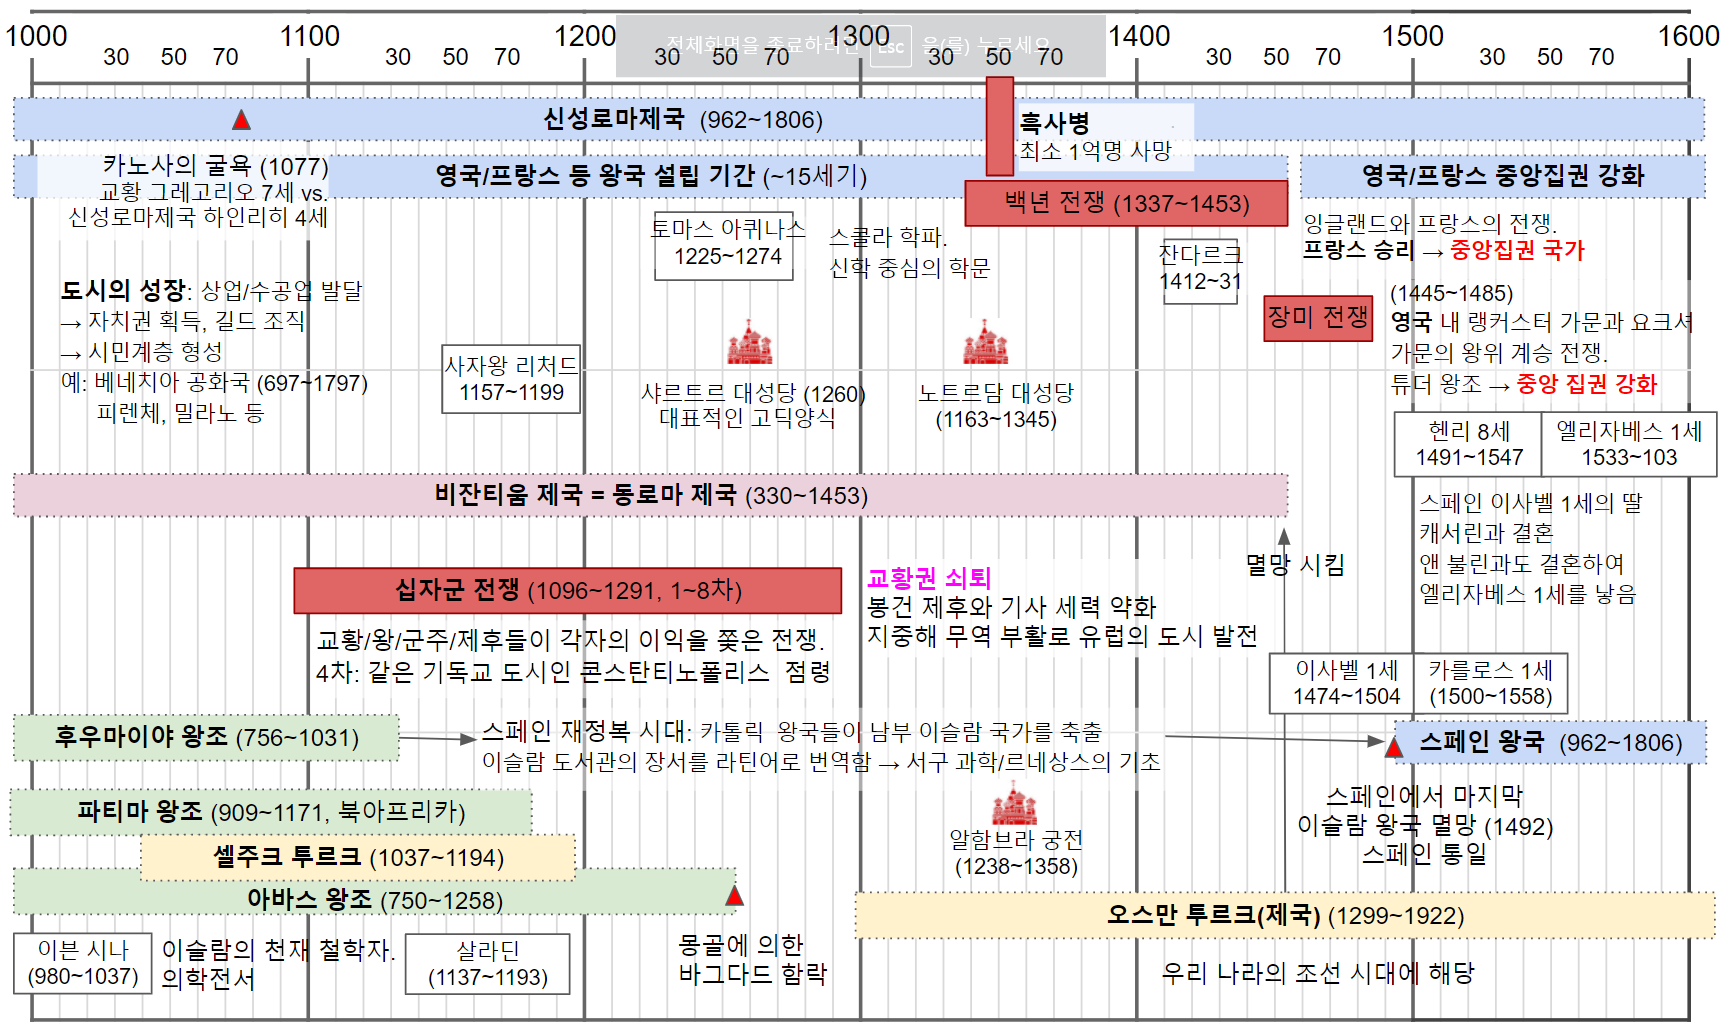 1000 1100 1200 1300 1400 1500 1600
30 50 70 30 50 70 30 50 70 30 50 70 30 50 70 30 50 70
전체화면을 종료하려면 Esc 을(를) 누르세요
신성로마제국 (962~1806)
흑사병
최소 1억명 사망
카노사의 굴욕 (1077)
교황 그레고리오 7세 vs.
신성로마제국 하인리히 4세
영국/프랑스 등 왕국 설립 기간 (~15세기)
영국/프랑스 중앙집권 강화
백년 전쟁 (1337~1453)
잉글랜드와 프랑스의 전쟁.
프랑스 승리 → 중앙집권 국가
토마스 아퀴나스
1225~1274
스콜라 학파.
신학 중심의 학문
잔다르크
1412~31
도시의 성장: 상업/수공업 발달
→ 자치권 획득, 길드 조직
→ 시민계층 형성
예: 베네치아 공화국 (697~1797)
피렌체, 밀라노 등
장미 전쟁
(1445~1485)
영국 내 랭커스터 가문과 요크셔
가문의 왕위 계승 전쟁.
튜더 왕조 → 중앙 집권 강화
사자왕 리처드
1157~1199
샤르트르 대성당 (1260)
대표적인 고딕양식
노트르담 대성당
(1163~1345)
헨리 8세
1491~1547
엘리자베스 1세
1533~103
스페인 이사벨 1세의 딸
캐서린과 결혼
앤 불린과도 결혼하여
엘리자베스 1세를 낳음
비잔티움 제국 = 동로마 제국 (330~1453)
멸망 시킴
십자군 전쟁 (1096~1291, 1~8차)
교황/왕/군주/제후들이 각자의 이익을 쫓은 전쟁.
4차: 같은 기독교 도시인 콘스탄티노폴리스 점령
교황권 쇠퇴
봉건 제후와 기사 세력 약화
지중해 무역 부활로 유럽의 도시 발전
이사벨 1세
1474~1504
카를로스 1세
(1500~1558)
후우마이야 왕조 (756~1031)
스페인 재정복 시대: 카톨릭 왕국들이 남부 이슬람 국가를 축출
이슬람 도서관의 장서를 라틴어로 번역함 → 서구 과학/르네상스의 기초
스페인 왕국 (962~1806)
스페인에서 마지막
이슬람 왕국 멸망 (1492)
스페인 통일
파티마 왕조 (909~1171, 북아프리카)
셀주크 투르크 (1037~1194)
아바스 왕조 (750~1258)
알함브라 궁전
(1238~1358)
오스만 투르크(제국) (1299~1922)
이븐 시나
(980~1037)
이슬람의 천재 철학자.
의학전서
살라딘
(1137~1193)
몽골에 의한
바그다드 함락
우리 나라의 조선 시대에 해당